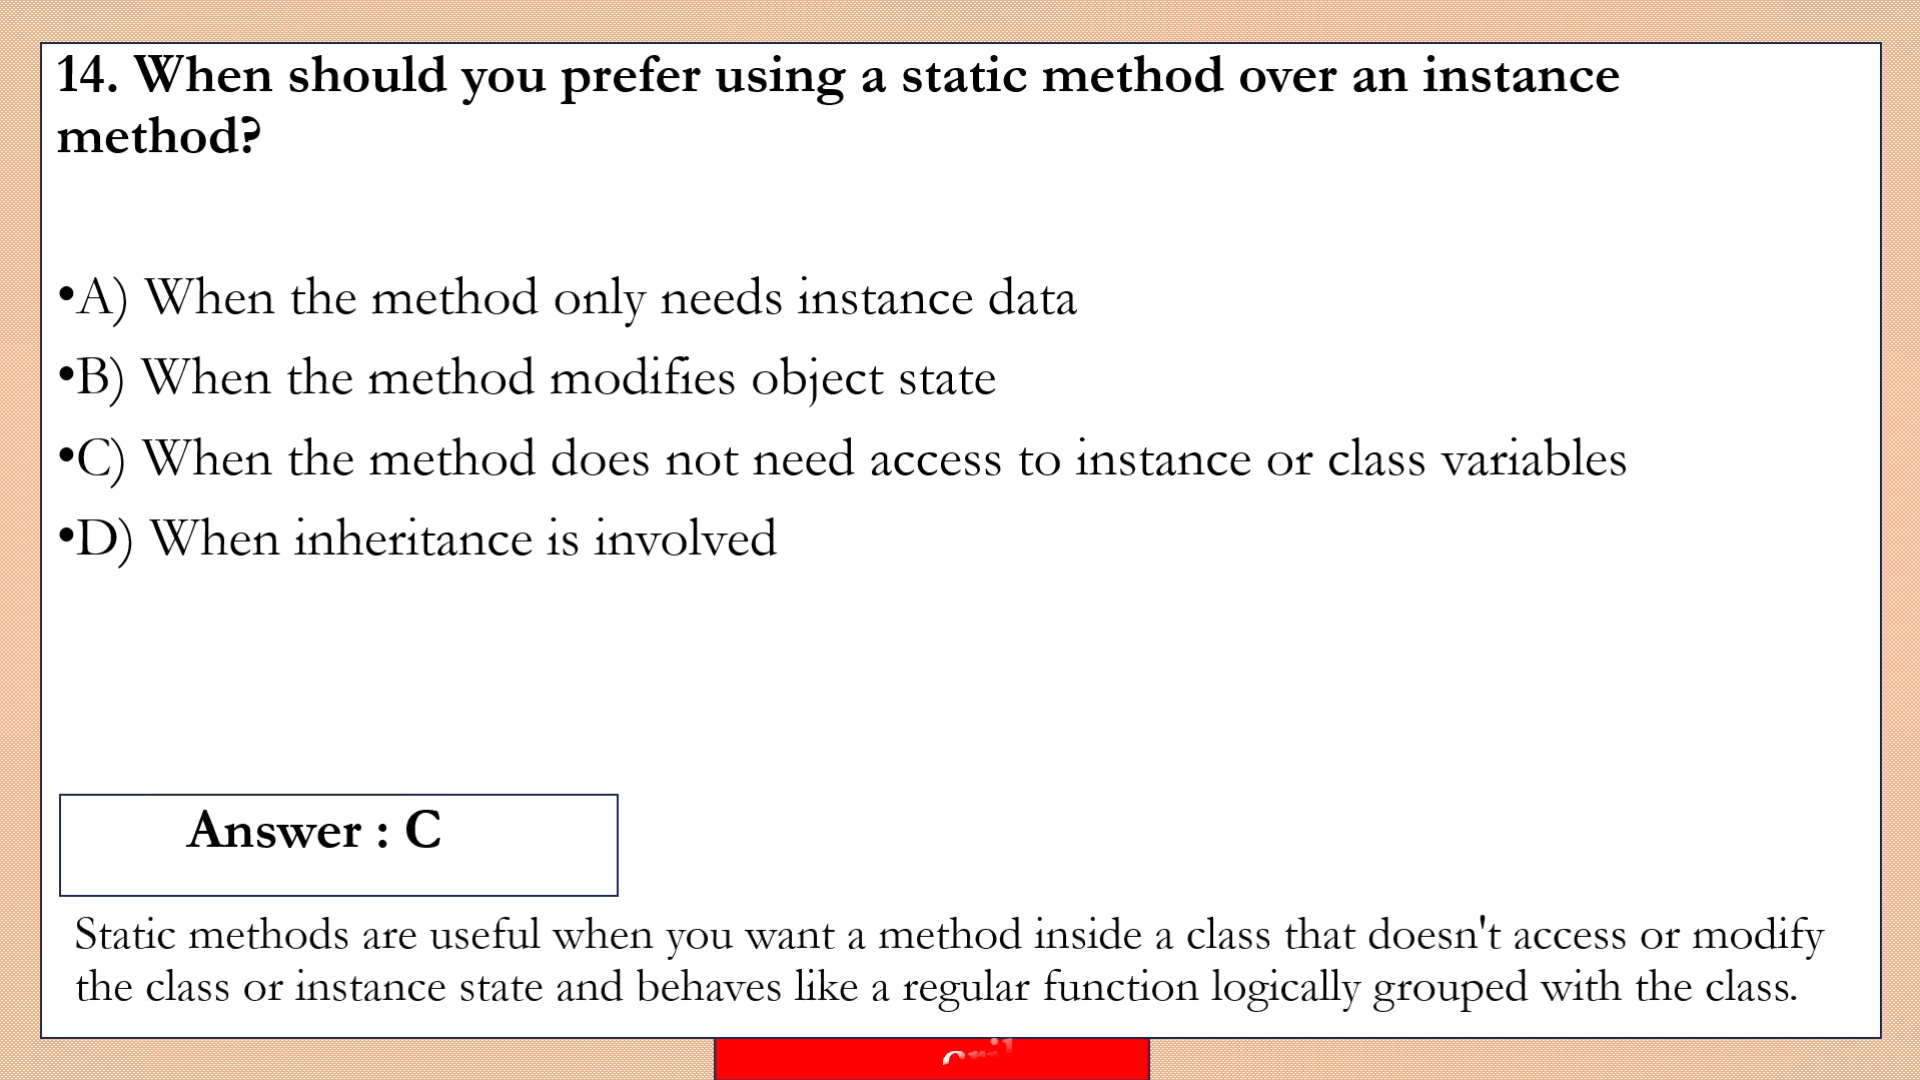 14. When should you prefer using a static method over an instance
method?
•A) When the method only needs instance data
•B) When the method modifies object state
•C) When the method does not need access to instance or class variables
•D) When inheritance is involved
Answer : C
Static methods are useful when you want a method inside a class that doesn't access or modify
the class or instance state and behaves like a regular function logically grouped with the class.